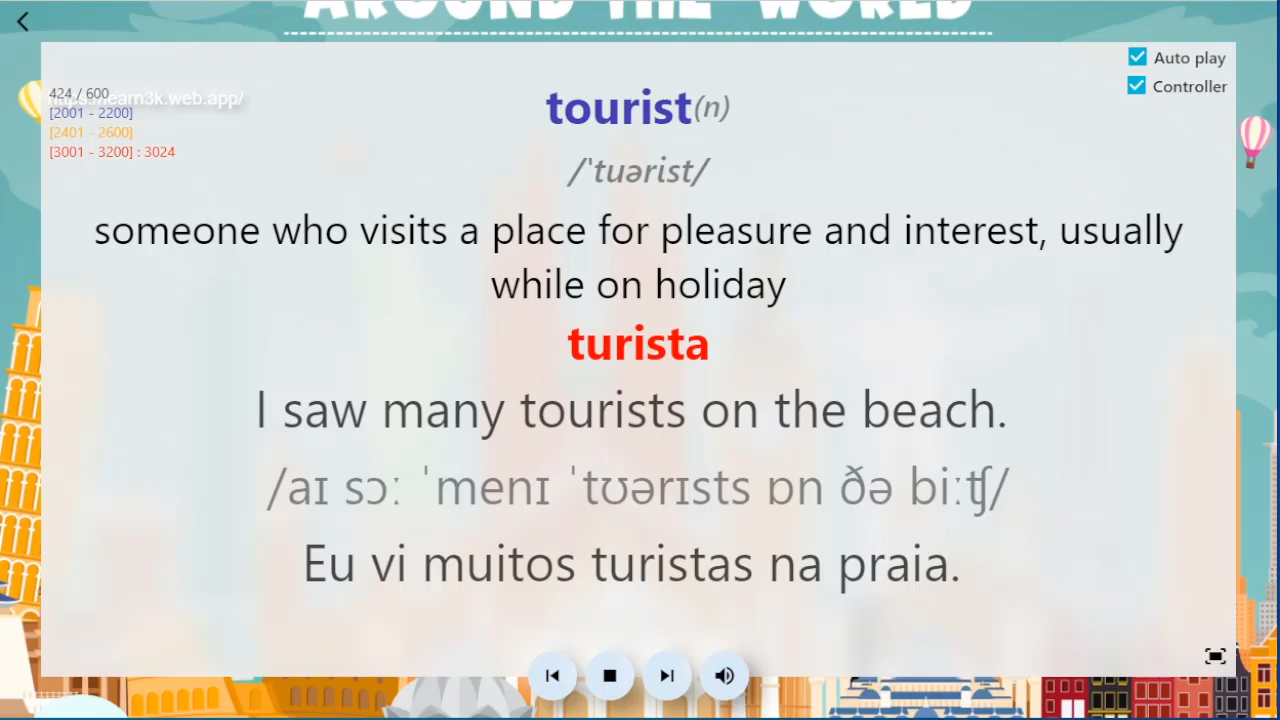 AROUND THE WORLD
Auto play
Controller
424 / 600
https://learn3k.web.app/
[2001 - 2200]
[2401 - 2600]
[3001 - 3200] : 3024
tourist(n)
/'tuərist/
someone who visits a place for pleasure and interest, usually
while on holiday
turista
I saw many tourists on the beach.
/aɪ sɔː ˈmenɪ ˈtʊərɪsts ɒn ðə biːʧ/
Eu vi muitos turistas na praia.